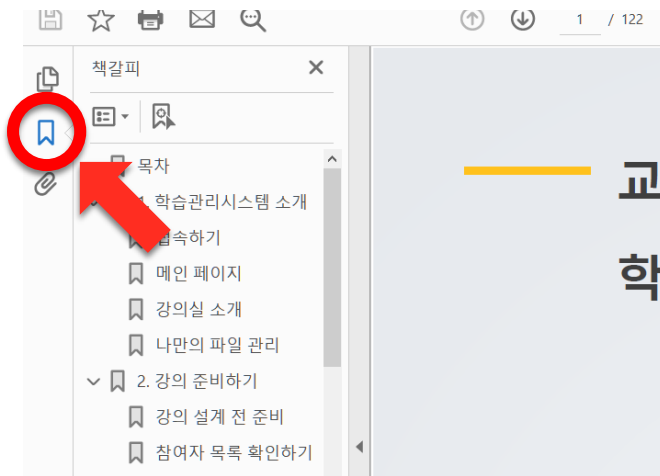 1 / 122
책갈피
목차
1. 학습관리시스템 소개
접속하기
메인 페이지
강의실 소개
나만의 파일 관리
2. 강의 준비하기
강의 설계 전 준비
참여자 목록 확인하기
교
학